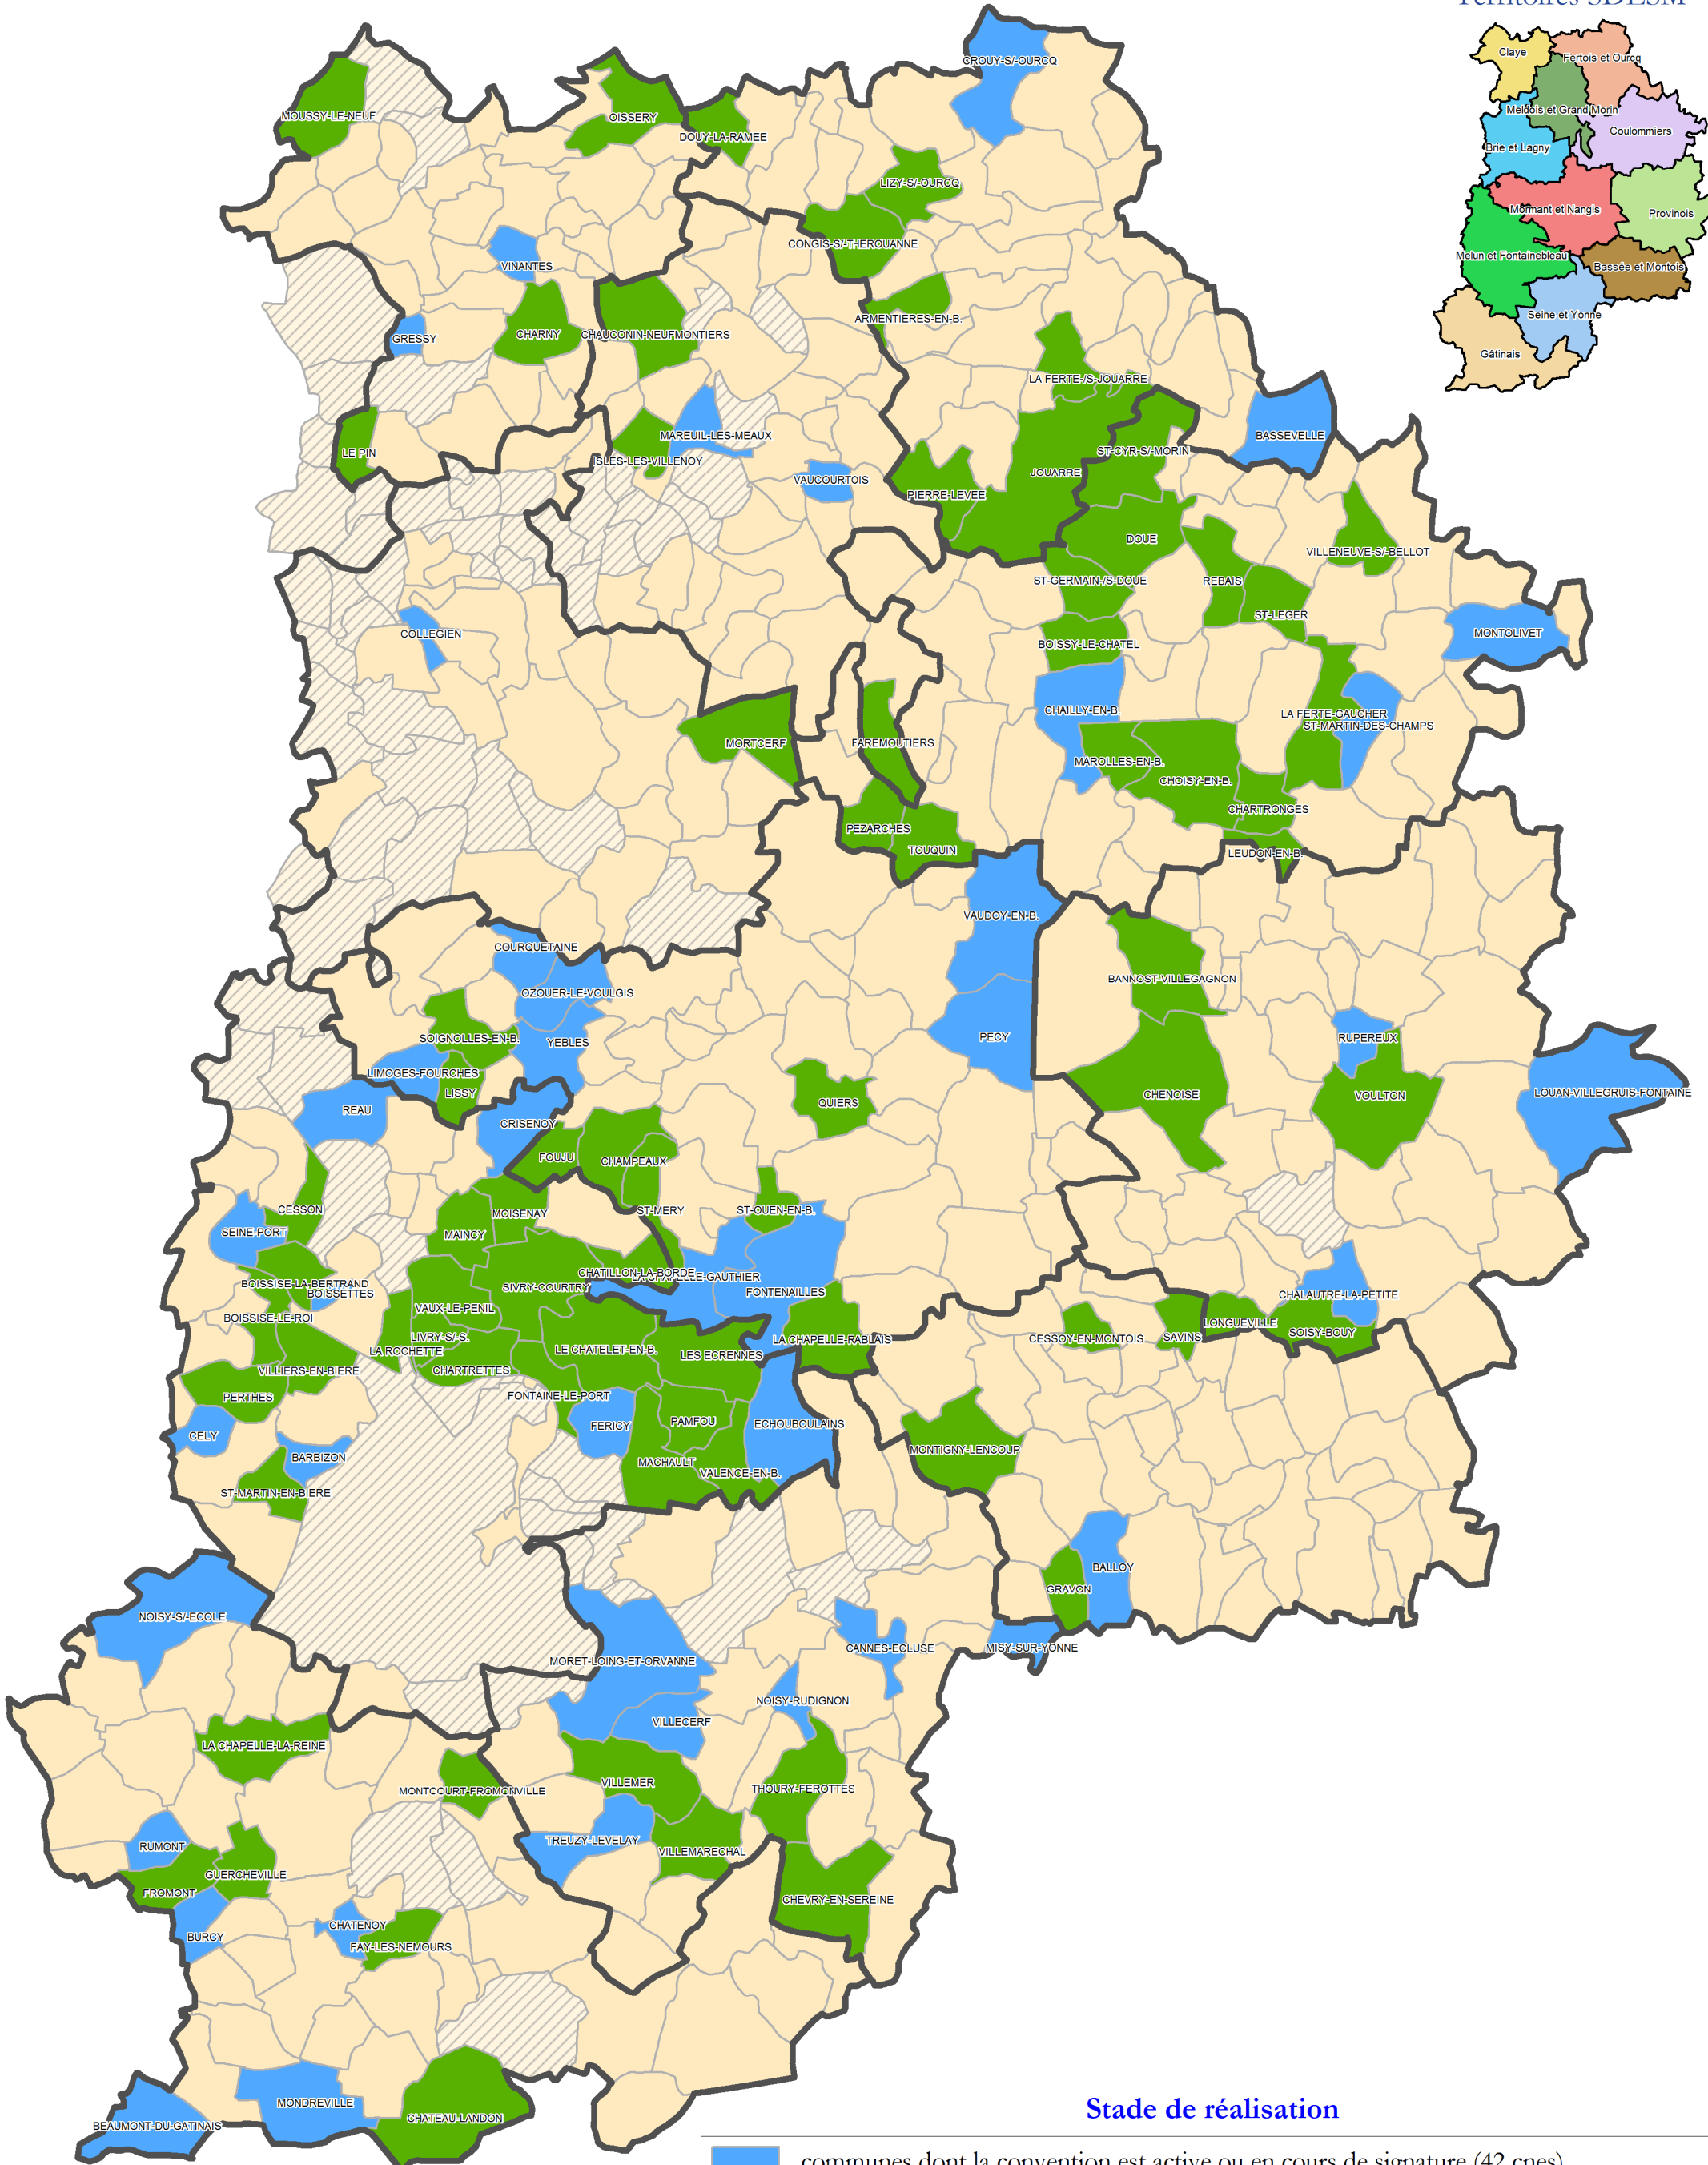 Territoires SDESM
Claye
Fertois et Ourcq
Meldois et Grand Morin
Coulommiers
Brie et Lagny
Mormant et Nangis
Provinois
Melun et Fontainebleau
Bassée et Montois
Seine et Yonne
Gâtinais
CROUY-S/-OURCQ
MOUSSY-LE-NEUF
OISSERY
DOUY-LA-RAMEE
LIZY-S/-OURCQ
CONGIS-S/-THEROUANNE
VINANTES
ARMENTIERES-EN-B.
GRESSY
CHARNY
CHAUCONIN-NEUFMONTIERS
LA FERTE-/S-JOUARRE
MAREUIL-LES-MEAUX
BASSEVELLE
LE PIN
ISLES-LES-VILLENOY
ST-CYR-S/-MORIN
VAUCOURTOIS
JOUARRE
PIERRE-LEVEE
DOUE
VILLENEUVE-S/-BELLOT
ST-GERMAIN-/S-DOUE
REBAIS
ST-LEGER
COLLEGIEN
MONTOLIVET
BOISSY-LE-CHATEL
CHAILLY-EN-B.
LA FERTE-GAUCHER
ST-MARTIN-DES-CHAMPS
MORTCERF
FAREMOUTIERS
MAROLLES-EN-B.
CHOISY-EN-B.
CHARTRONGES
PEZARCHES
TOUQUIN
LEUDON-EN-B.
VAUDOY-EN-B.
COURQUETAINE
BANNOST-VILLEGAGNON
OZOUER-LE-VOULGIS
SOIGNOLLES-EN-B.
YEBLES
PECY
RUPEREUX
LIMOGES-FOURCHES
LISSY
CHENOISE
VOULTON
LOUAN-VILLEGRUIS-FONTAINE
REAU
QUIERS
CRISENOY
FOUJU
CHAMPEAUX
CESSON
MOISENAY
ST-MERY
ST-OUEN-EN-B.
SEINE-PORT
MAINCY
CHATILLON-LA-BORDE
LA CHAPELLE-GAUTHIER
BOISSISE-LA-BERTRAND
BOISSETTES
SIVRY-COURTRY
FONTENAILLES
CHALAUTRE-LA-PETITE
BOISSISE-LE-ROI
VAUX-LE-PENIL
LONGUEVILLE
SOISY-BOUY
LIVRY-S/-S.
LA CHAPELLE-RABLAIS
CESSOY-EN-MONTOIS
SAVINS
LA ROCHETTE
LE CHATELET-EN-B.
LES ECRENNES
VILLIERS-EN-BIERE
CHARTRETTES
PERTHES
FONTAINE-LE-PORT
CELY
FERICY
PAMFOU
ECHOUBOULAINS
BARBIZON
MACHAULT
VALENCE-EN-B.
MONTIGNY-LENCOUP
ST-MARTIN-EN-BIERE
BALLOY
GRAVON
NOISY-S/-ECOLE
CANNES-ECLUSE
MISY-SUR-YONNE
MORET-LOING-ET-ORVANNE
NOISY-RUDIGNON
VILLECERF
LA CHAPELLE-LA-REINE
VILLEMER
THOURY-FEROTTES
MONTCOURT-FROMONVILLE
TREUZY-LEVELAY
VILLEMARECHAL
RUMONT
GUERCHEVILLE
FROMONT
CHEVRY-EN-SEREINE
BURCY
CHATENOY
FAY-LES-NEMOURS
MONDREVILLE
BEAUMONT-DU-GATINAIS
CHATEAU-LANDON
Stade de réalisation
communes dont la convention est active ou en cours de signature (42 cnes)